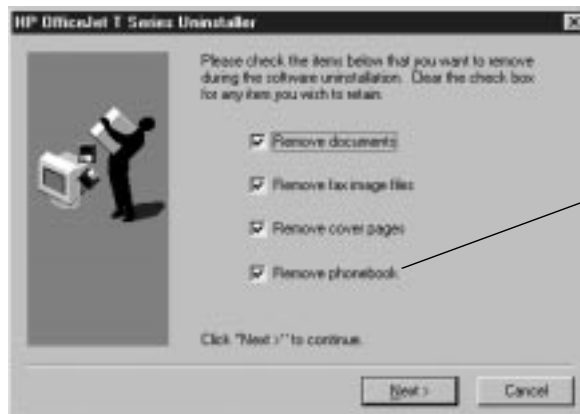 HP OfficeJet T Series Uninstaller
Please check the items below that you want to remove
during the software uninstallation. Clear the check box
for any item you wish to retain.
Remove documents
Remove fax image files
Remove cover pages
Remove phonebook
Click "Next >" to continue.
Next >
Cancel